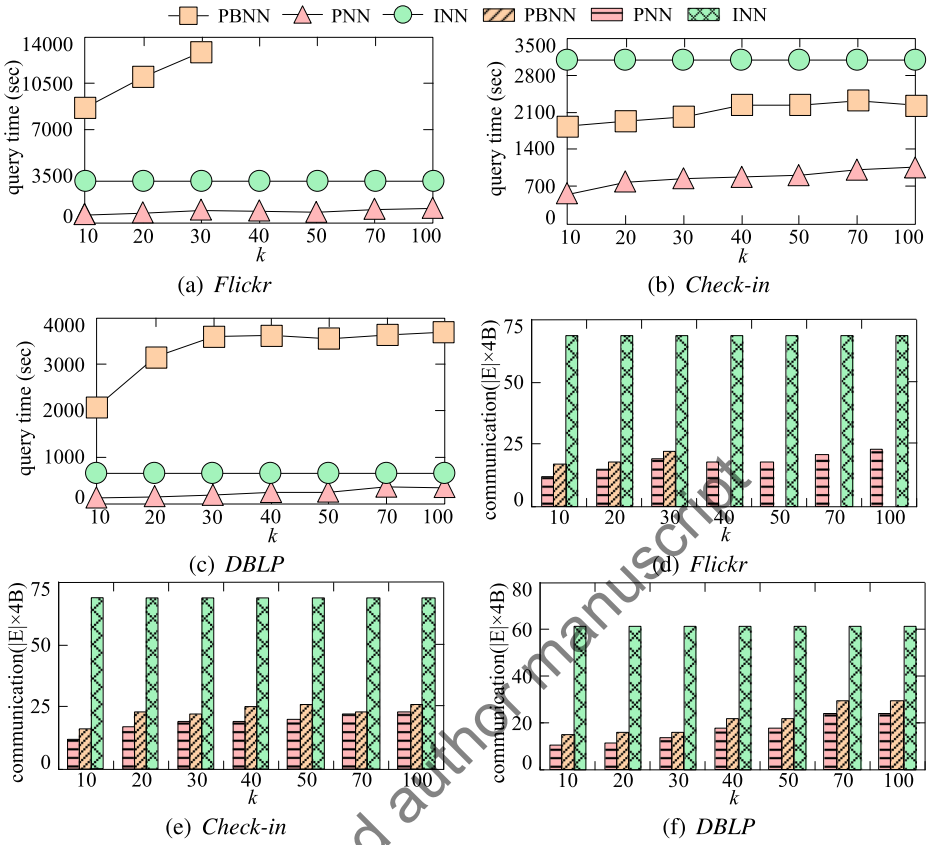 PBNN PNN INN PBNN PNN INN
14000
10500
7000
3500
0
query time (sec)
10 20 30 40 50 70 100
k
(a) Flickr
3500
2800
2100
1400
700
0
query time (sec)
10 20 30 40 50 70 100
k
(b) Check-in
4000
3000
2000
1000
0
query time (sec)
10 20 30 40 50 70 100
k
(c) DBLP
75
50
25
0
communication(|E|×4B)
10 20 30 40 50 70 100
k
(d) Flickr
75
50
25
0
communication(|E|×4B)
10 20 30 40 50 70 100
k
(e) Check-in
80
60
40
20
0
communication(|E|×4B)
10 20 30 40 50 70 100
k
(f) DBLP
d author manuscript